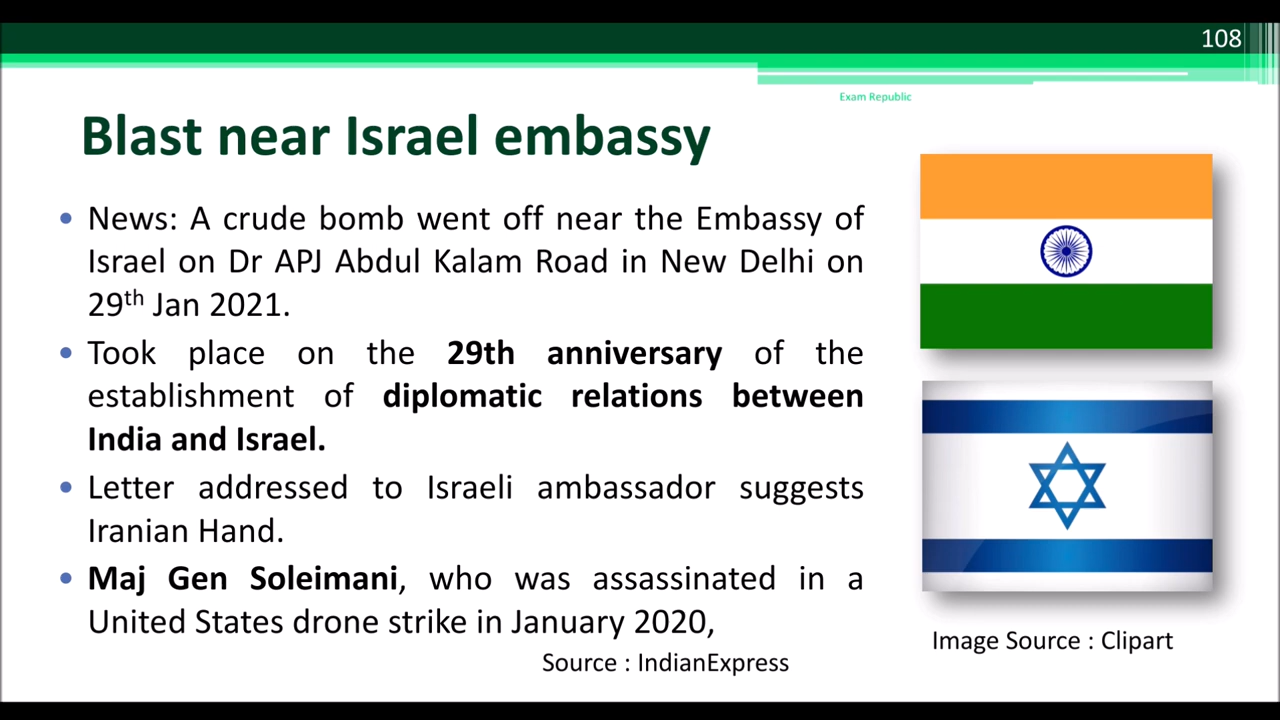 108
Exam Republic
Blast near Israel embassy
• News: A crude bomb went off near the Embassy of
Israel on Dr APJ Abdul Kalam Road in New Delhi on
29th Jan 2021.
• Took place on the 29th anniversary of the
establishment of diplomatic relations between
India and Israel.
• Letter addressed to Israeli ambassador suggests
Iranian Hand.
• Maj Gen Soleimani, who was assassinated in a
United States drone strike in January 2020,
Source : IndianExpress
Image Source : Clipart